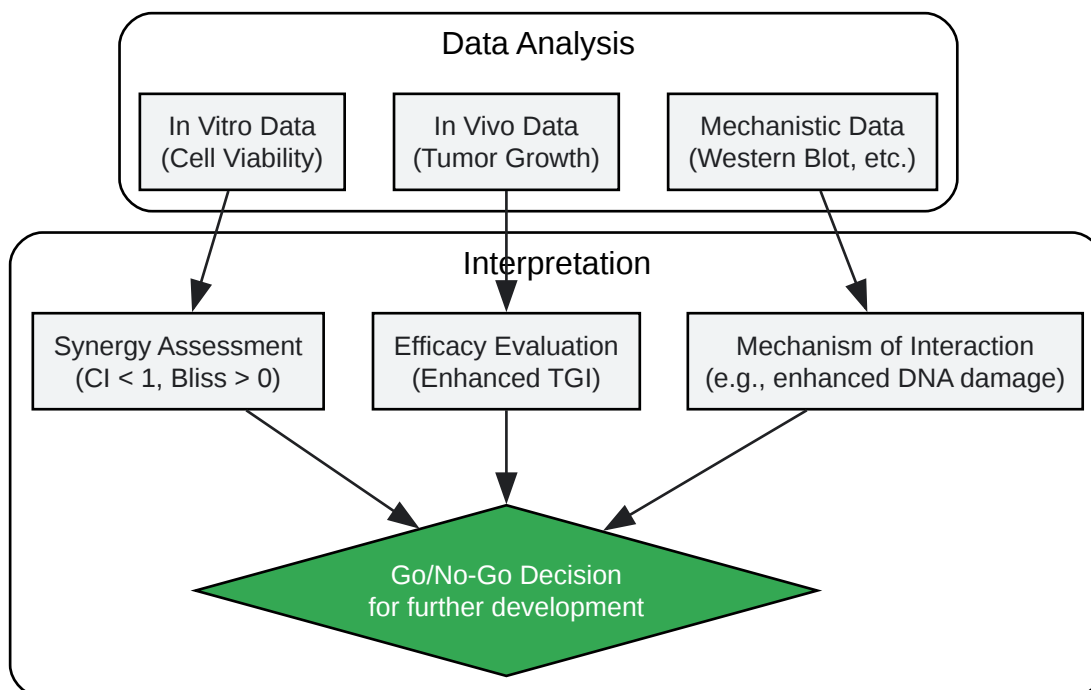 Data Analysis
In Vitro Data
(Cell Viability)
In Vivo Data
(Tumor Growth)
Mechanistic Data
(Western Blot, etc.)
Interpretation
Synergy Assessment
(CI < 1, Bliss > 0)
Efficacy Evaluation
(Enhanced TGI)
Mechanism of Interaction
(e.g., enhanced DNA damage)
Go/No-Go Decision
for further development